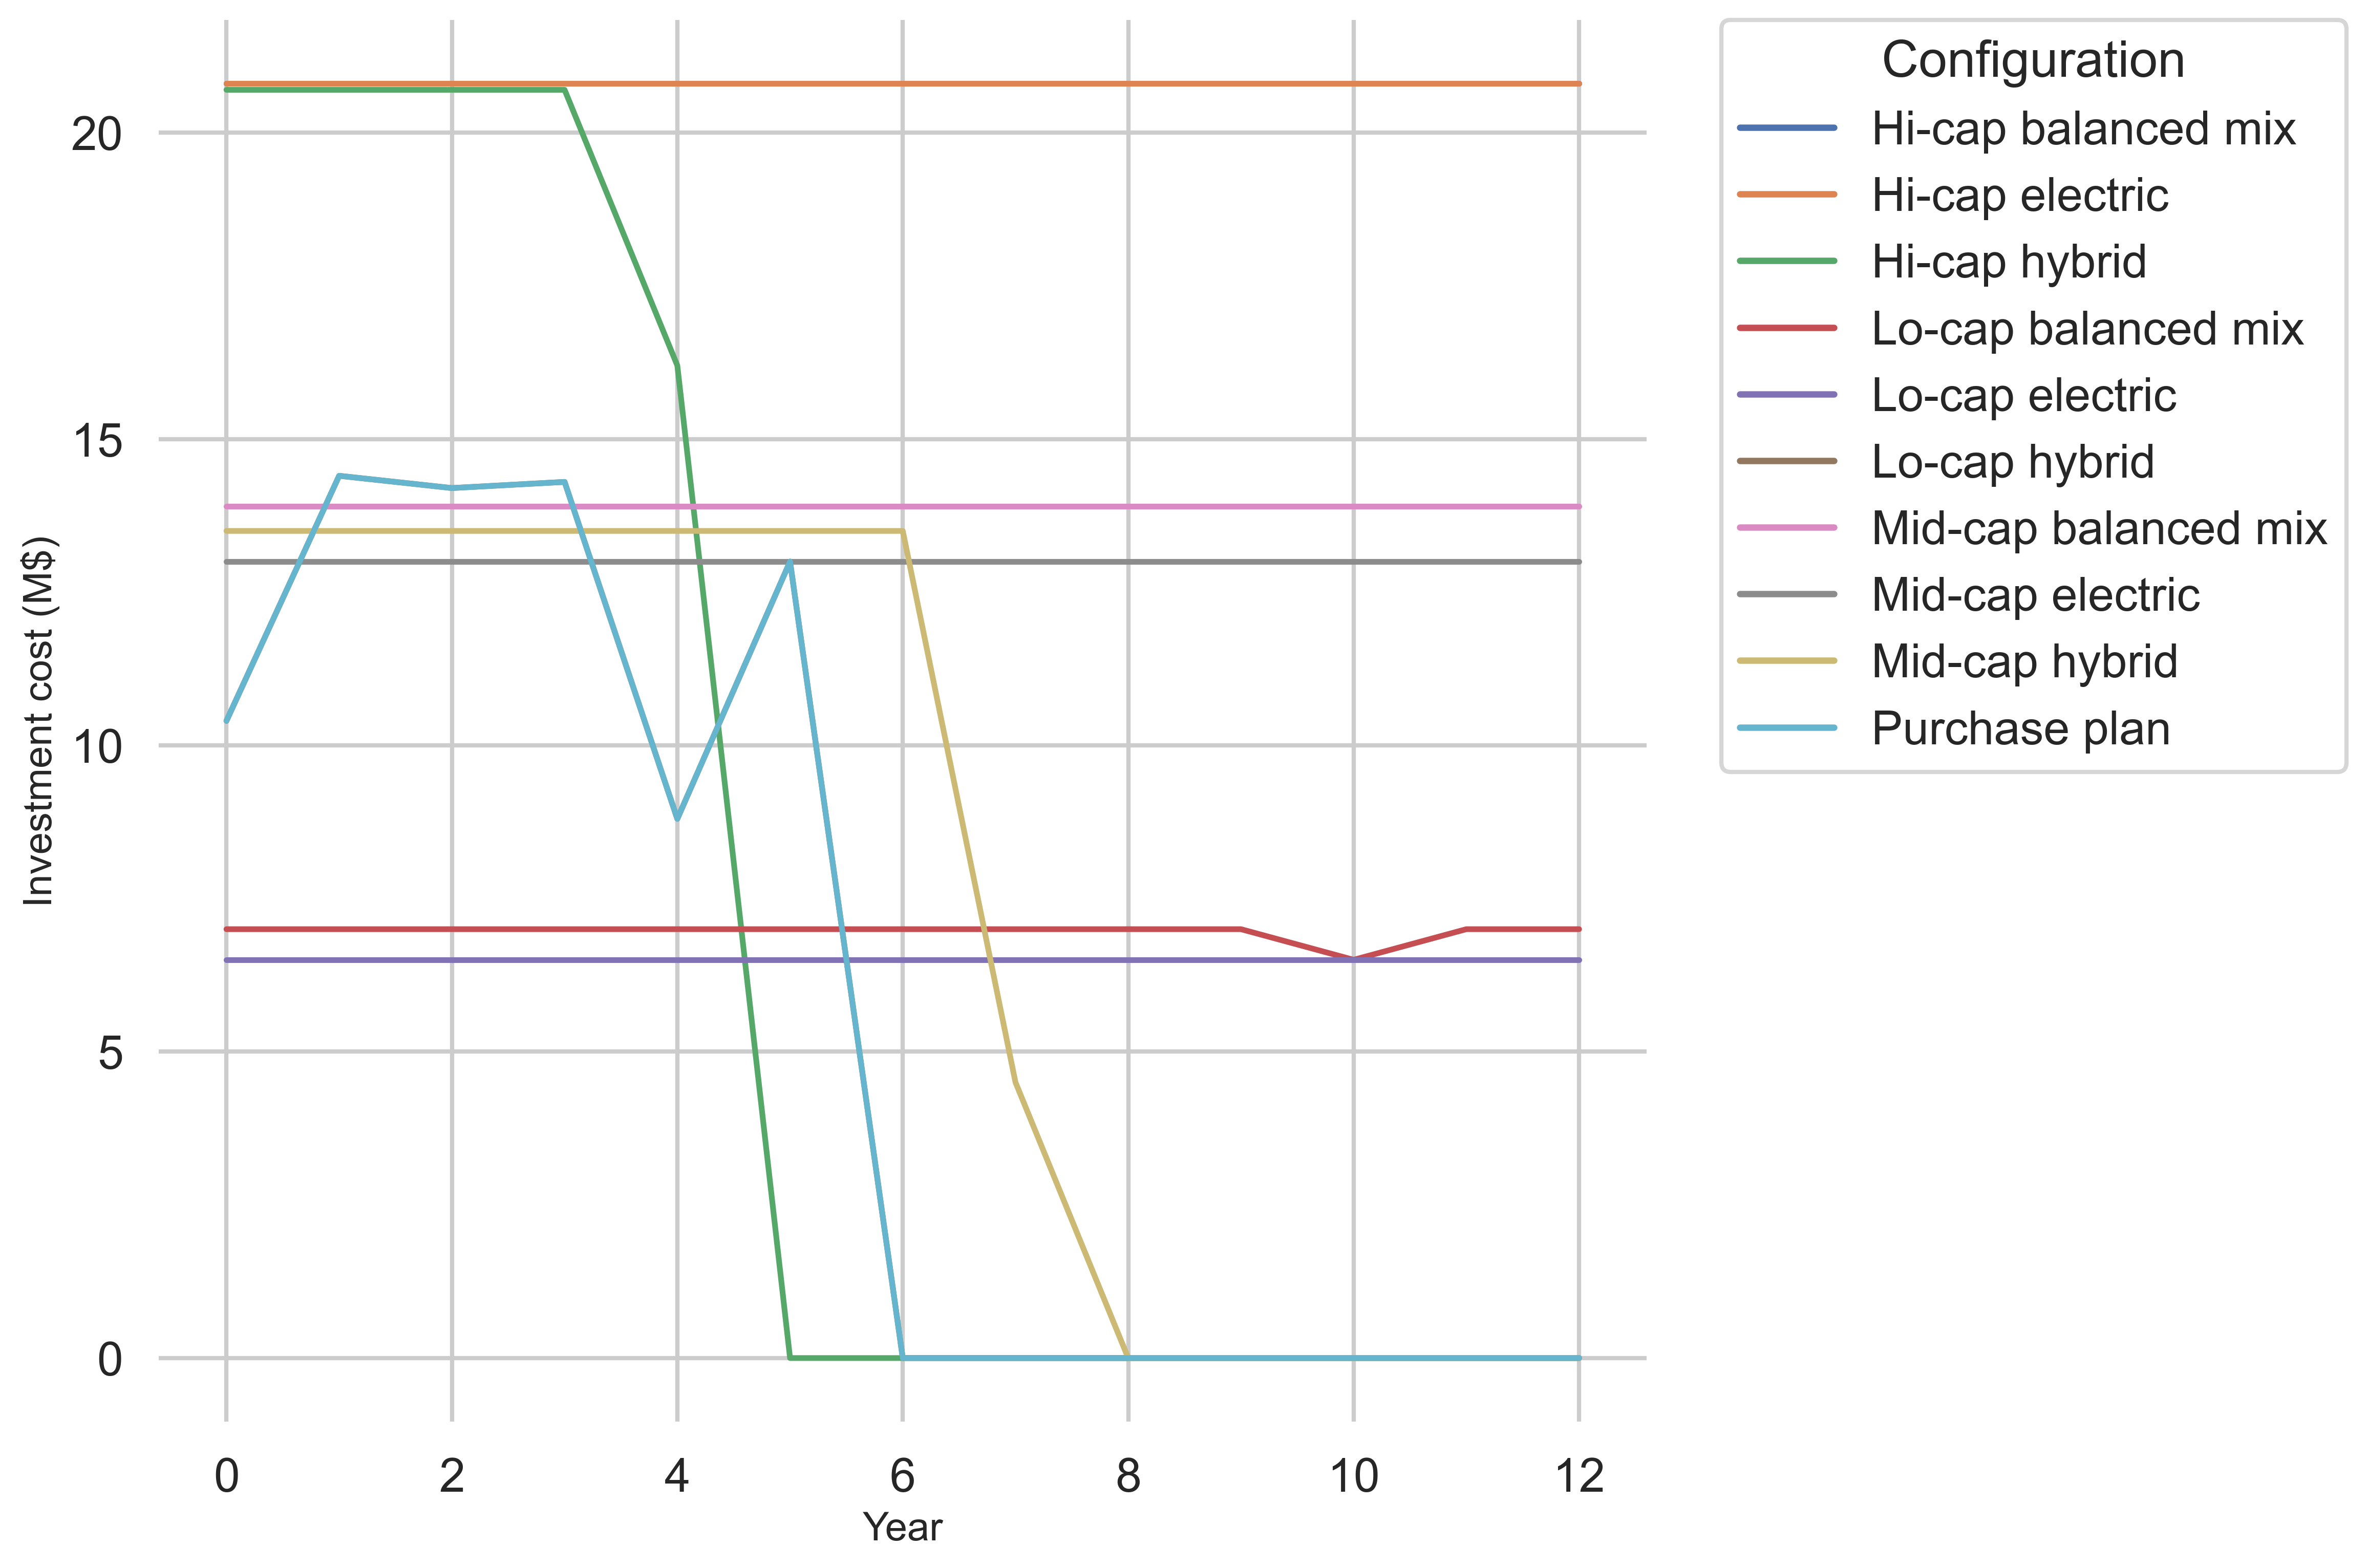 20
15
10
5
0
Investment cost (M$)
0 2 4 6 8 10 12
Year
Configuration
Hi-cap balanced mix
Hi-cap electric
Hi-cap hybrid
Lo-cap balanced mix
Lo-cap electric
Lo-cap hybrid
Mid-cap balanced mix
Mid-cap electric
Mid-cap hybrid
Purchase plan